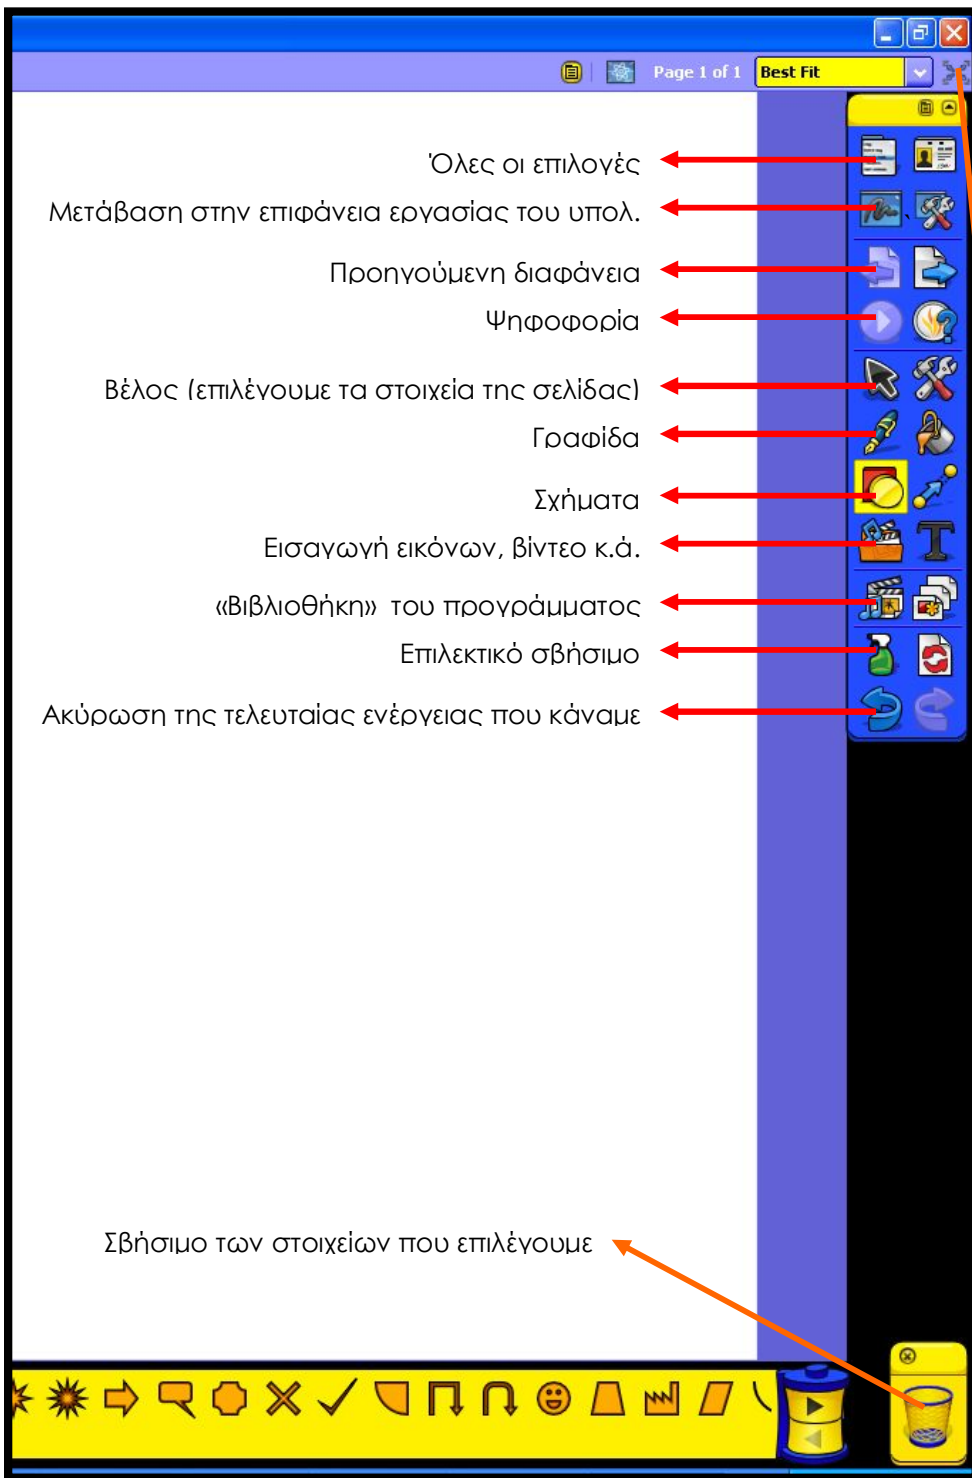 Page 1 of 1 Best Fit
Όλες οι επιλογές
Μετάβαση στην επιφάνεια εργασίας του υπολ.
Προηγούμενη διαφάνεια
Ψηφοφορία
Βέλος (επιλέγουμε τα στοιχεία της σελίδας)
Γραφίδα
Σχήματα
Εισαγωγή εικόνων, βίντεο κ.ά.
«Βιβλιοθήκη» του προγράμματος
Επιλεκτικό σβήσιμο
Ακύρωση της τελευταίας ενέργειας που κάναμε
Σβήσιμο των στοιχείων που επιλέγουμε